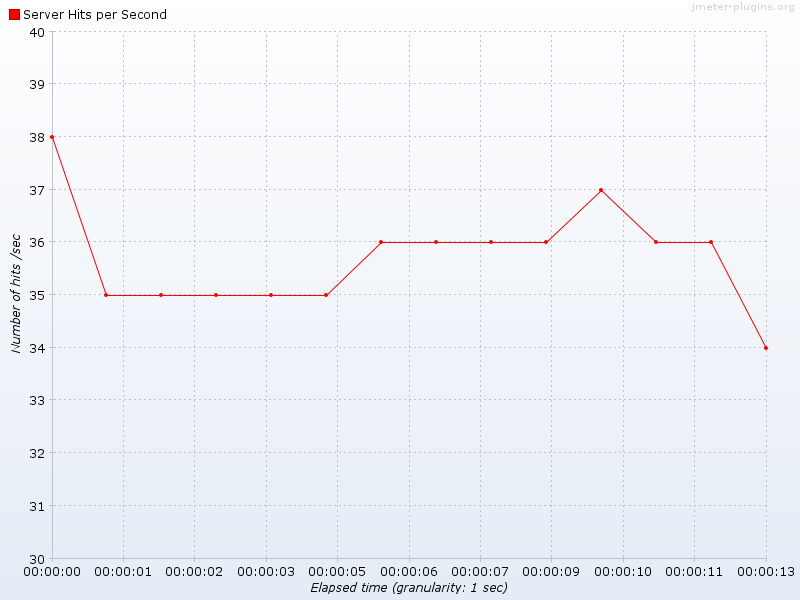 jmeter-plugins.org
Server Hits per Second
40
39
38
37
36
35
34
33
32
31
30
Number of hits /sec
00:00:00 00:00:01 00:00:02 00:00:03 00:00:05 00:00:06 00:00:07 00:00:09 00:00:10 00:00:11 00:00:13
Elapsed time (granularity: 1 sec)